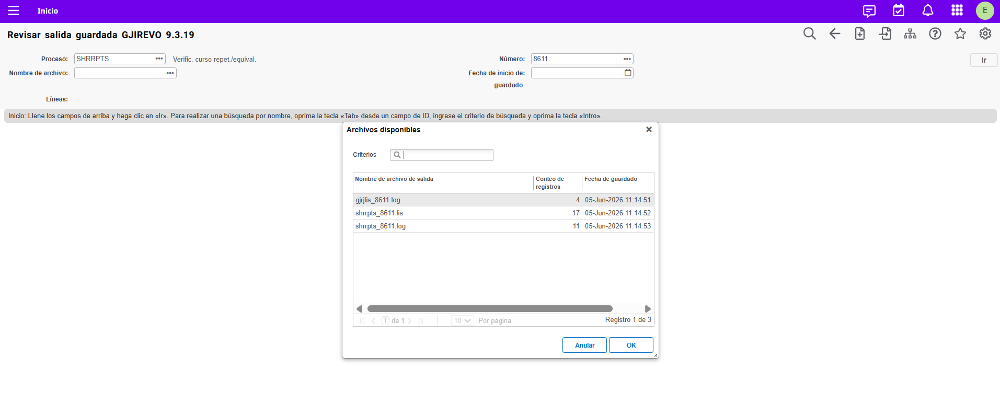 Inicio
E
Revisar salida guardada GJIREVO 9.3.19
Proceso: SHRRPTS ••• Verific. curso repet./equival. Número: 8611 ••• Ir
Nombre de archivo: ••• Fecha de inicio de:
guardado
Líneas:
Inicio: Llene los campos de arriba y haga clic en «Ir». Para realizar una búsqueda por nombre, oprima la tecla «Tab» desde un campo de ID, ingrese el criterio de búsqueda y oprima la tecla «Intro».
Archivos disponibles
Criterios
Nombre de archivo de salida Conteo de registros Fecha de guardado
gjrjlis_8611.log 4 05-Jun-2026 11:14:51
shrrpts_8611.lis 17 05-Jun-2026 11:14:52
shrrpts_8611.log 11 05-Jun-2026 11:14:53
1 de 1 10 Por página Registro 1 de 3
Anular OK